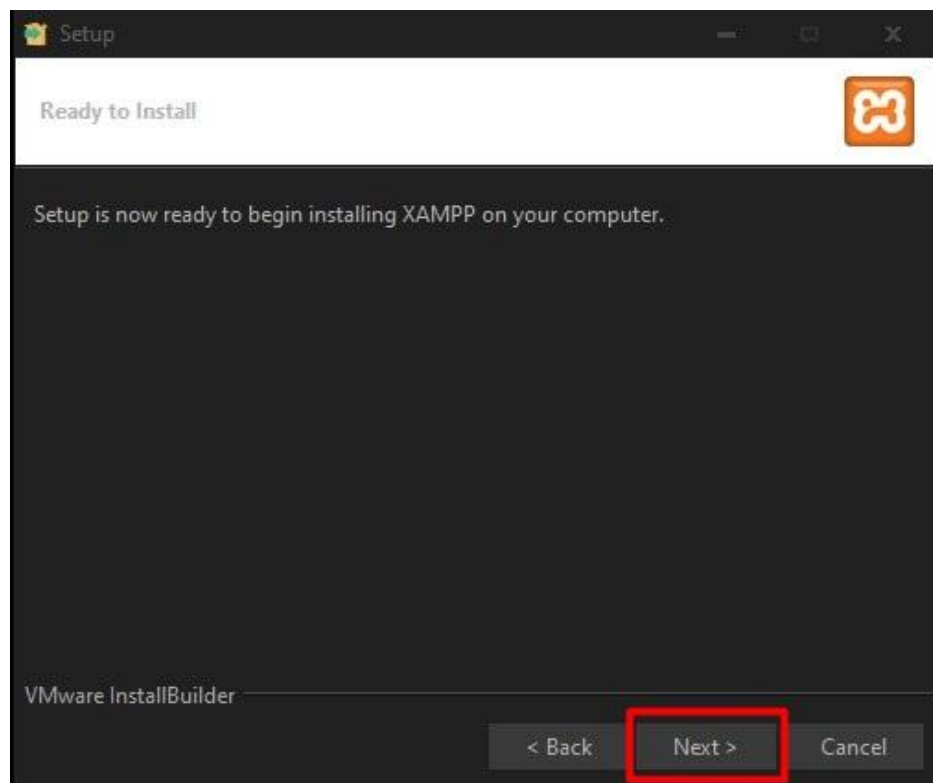 Setup
Ready to Install
Setup is now ready to begin installing XAMPP on your computer.
VMware InstallBuilder
< Back Next > Cancel